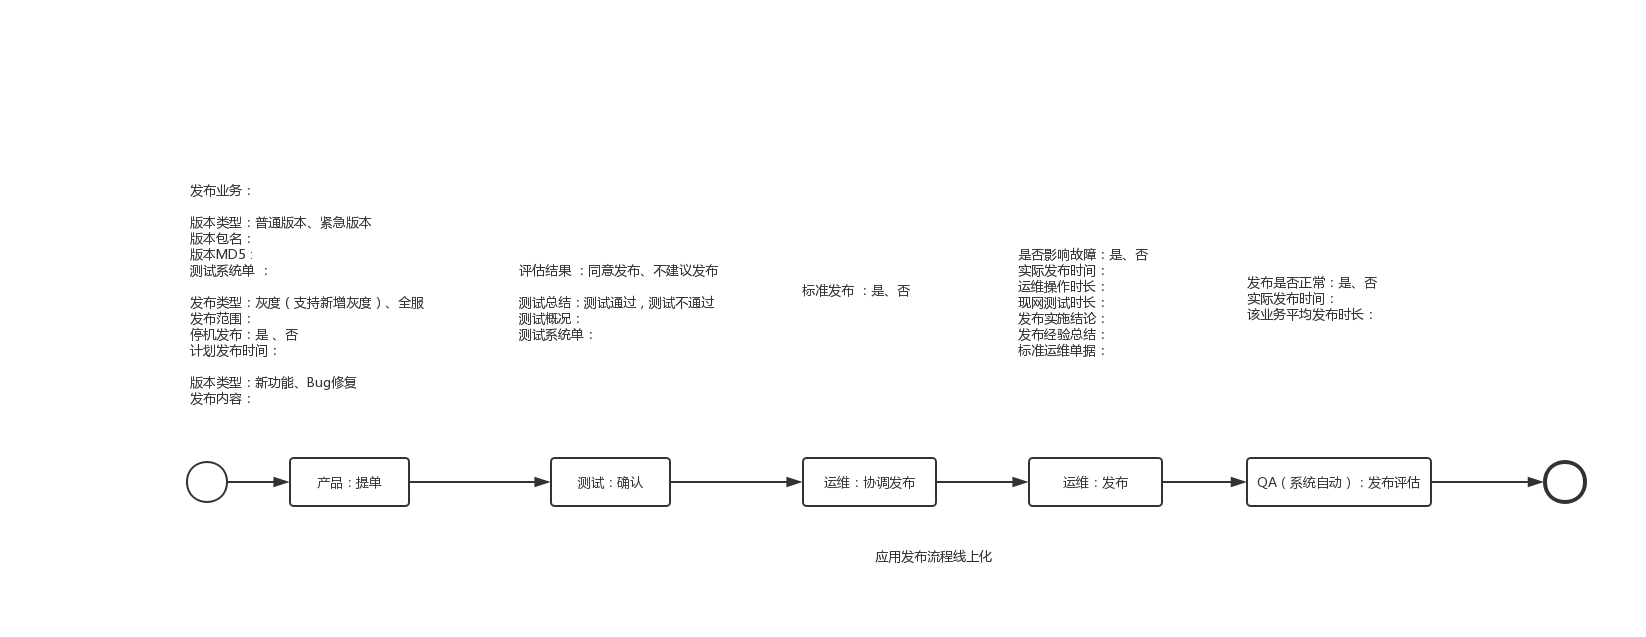 发布业务：
版本类型：普通版本、紧急版本
版本包名：
版本MD5：
测试系统单 ：
发布类型：灰度（支持新增灰度）、全服
发布范围：
停机发布：是 、否
计划发布时间：
版本类型：新功能、Bug修复
发布内容：
评估结果 ：同意发布、不建议发布
测试总结：测试通过，测试不通过
测试概况：
测试系统单：
标准发布 ：是、否
是否影响故障：是、否
实际发布时间：
运维操作时长：
现网测试时长：
发布实施结论：
发布经验总结：
标准运维单据：
发布是否正常：是、否
实际发布时间：
该业务平均发布时长：
产品：提单
测试：确认
运维：协调发布
运维：发布
QA（系统自动）：发布评估
应用发布流程线上化